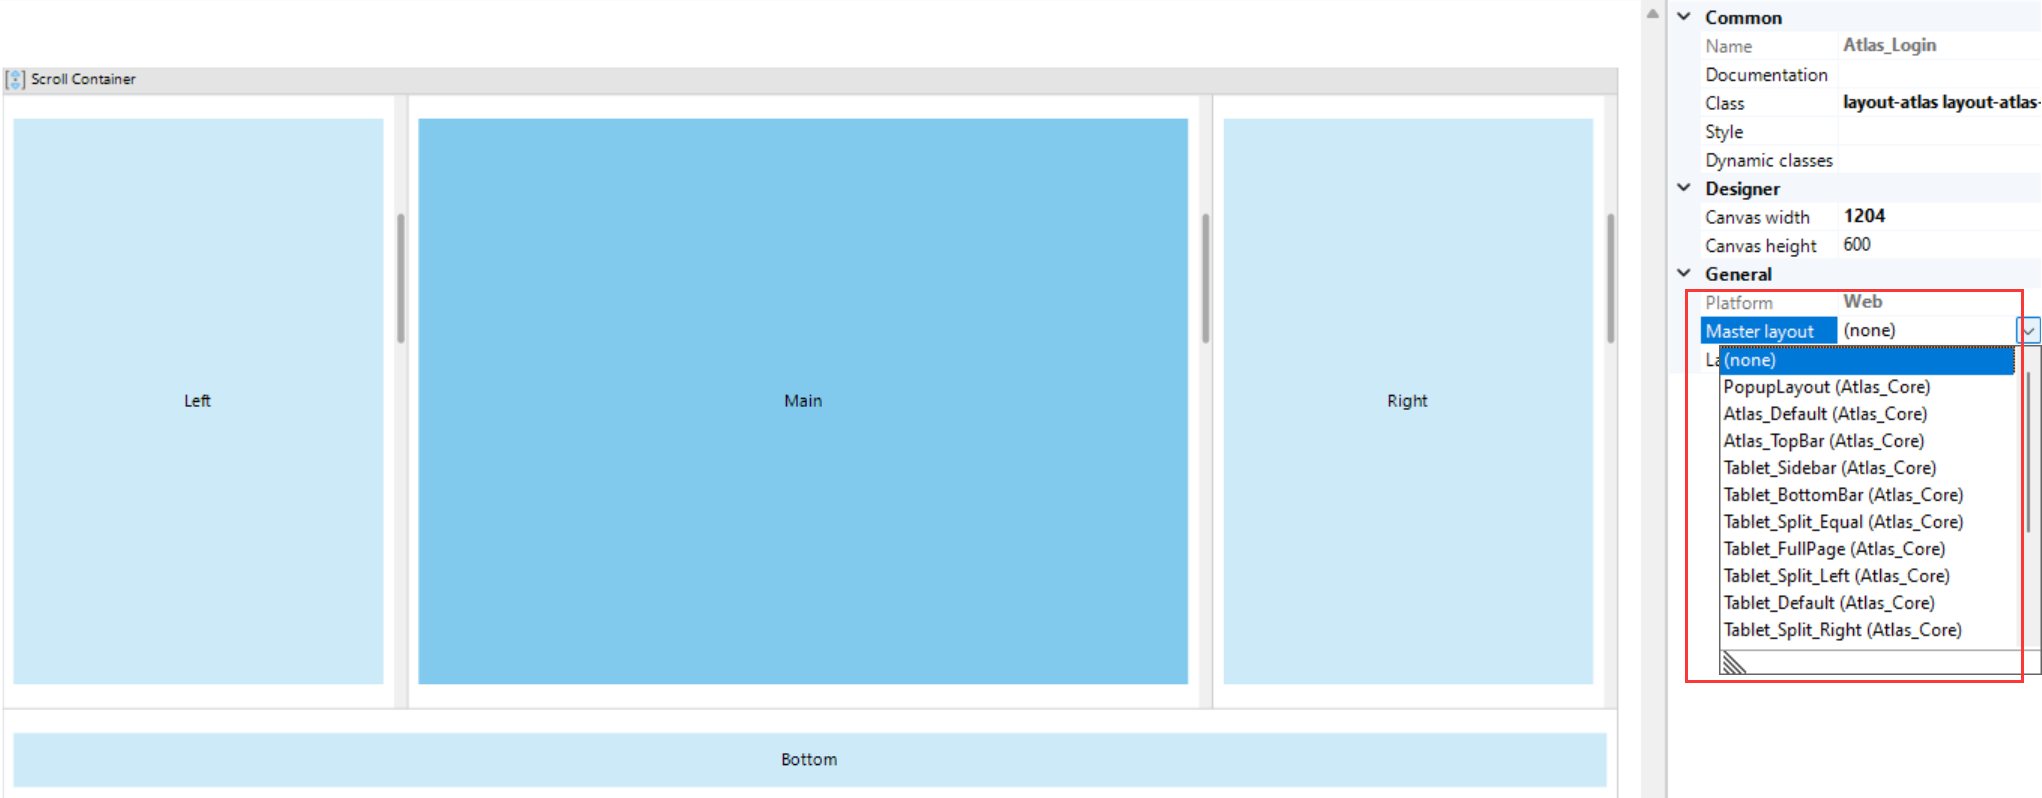 Scroll Container
Left
Main
Right
Bottom
Common
Name Atlas_Login
Documentation
Class layout-atlas layout-atlas-
Style
Dynamic classes
Designer
Canvas width 1204
Canvas height 600
General
Platform Web
Master layout (none)
La
(none)
PopupLayout (Atlas_Core)
Atlas_Default (Atlas_Core)
Atlas_TopBar (Atlas_Core)
Tablet_Sidebar (Atlas_Core)
Tablet_BottomBar (Atlas_Core)
Tablet_Split_Equal (Atlas_Core)
Tablet_FullPage (Atlas_Core)
Tablet_Split_Left (Atlas_Core)
Tablet_Default (Atlas_Core)
Tablet_Split_Right (Atlas_Core)